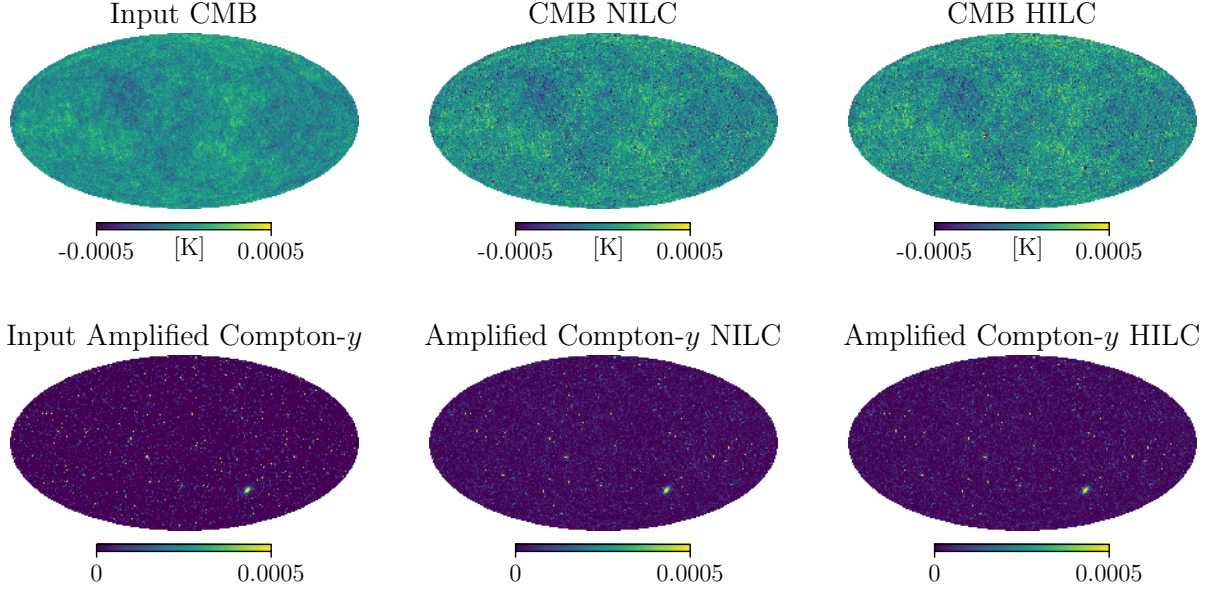 Input CMB
CMB NILC
CMB HILC
-0.0005 [K] 0.0005
-0.0005 [K] 0.0005
-0.0005 [K] 0.0005
Input Amplified Compton-y
Amplified Compton-y NILC
Amplified Compton-y HILC
0 0.0005
0 0.0005
0 0.0005